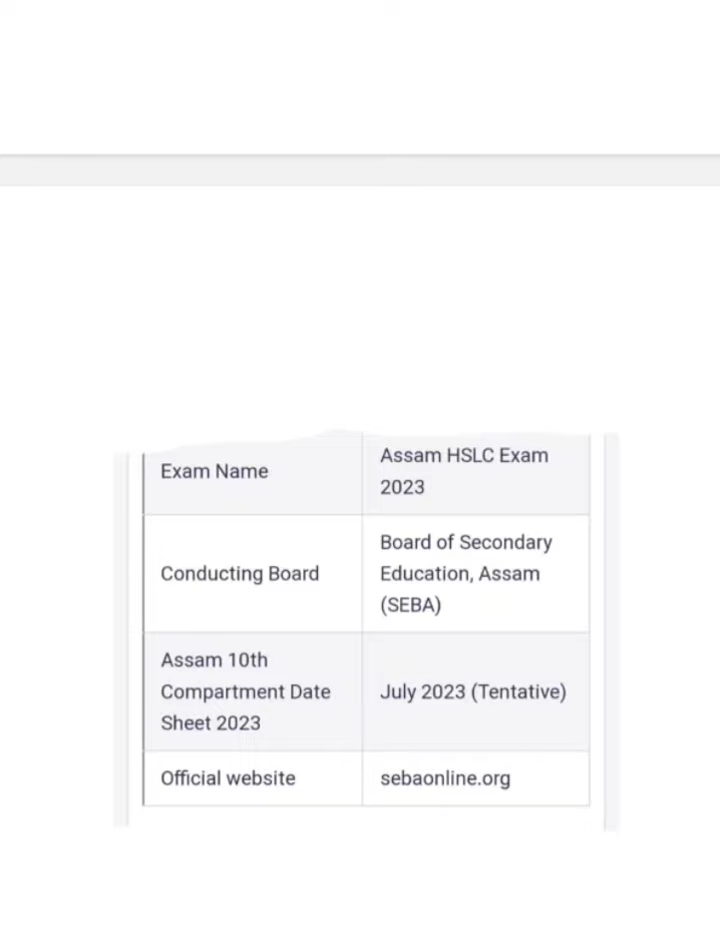 Exam Name
Assam HSLC Exam
2023
Conducting Board
Board of Secondary
Education, Assam
(SEBA)
Assam 10th
Compartment Date
Sheet 2023
July 2023 (Tentative)
Official website
sebaonline.org